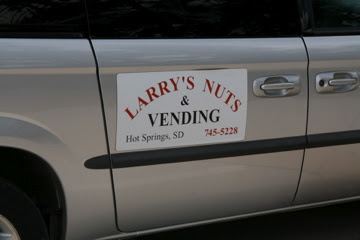 LARRY'S NUTS
&
VENDING
Hot Springs, SD 745-5228